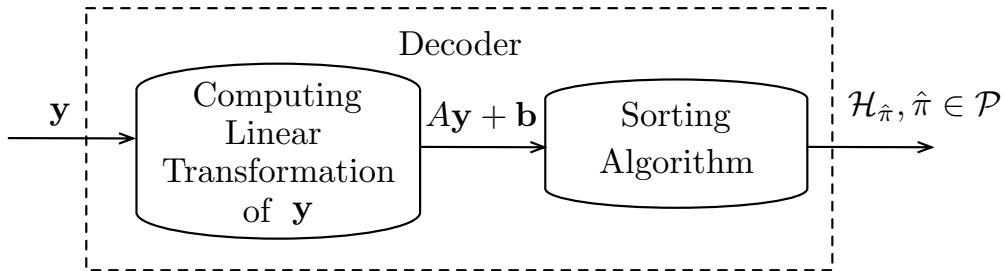 Decoder
𝐲
Computing
Linear
Transformation
of 𝐲
A𝐲 + 𝐛
Sorting
Algorithm
ℋ_π̂, π̂ ∈ 𝒫